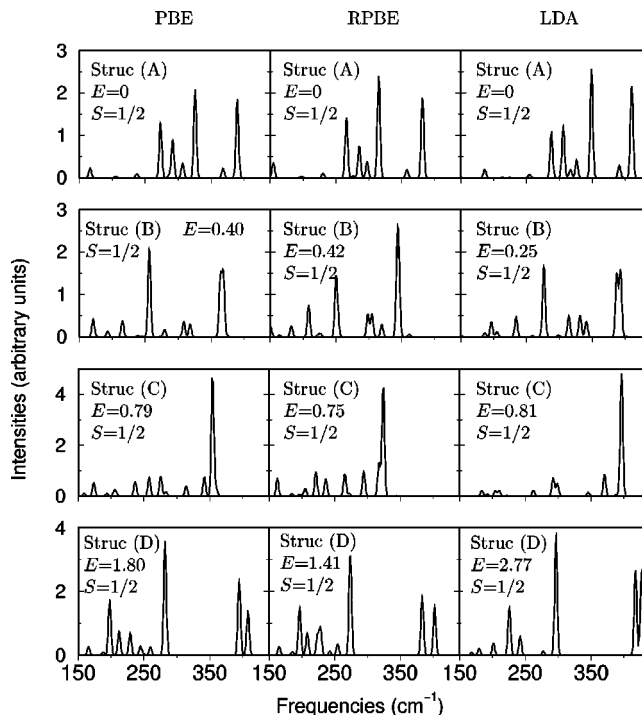 PBE RPBE LDA
Struc (A) Struc (A) Struc (A)
E=0 E=0 E=0
S=1/2 S=1/2 S=1/2
3
2
1
0
Struc (B) E=0.40 Struc (B) Struc (B)
S=1/2 E=0.42 E=0.25
S=1/2 S=1/2
3
2
1
0
Struc (C) Struc (C) Struc (C)
E=0.79 E=0.75 E=0.81
S=1/2 S=1/2 S=1/2
4
2
0
Struc (D) Struc (D) Struc (D)
E=1.80 E=1.41 E=2.77
S=1/2 S=1/2 S=1/2
4
2
0
150 250 350 150 250 350 150 250 350
Intensities (arbitrary units)
Frequencies (cm⁻¹)